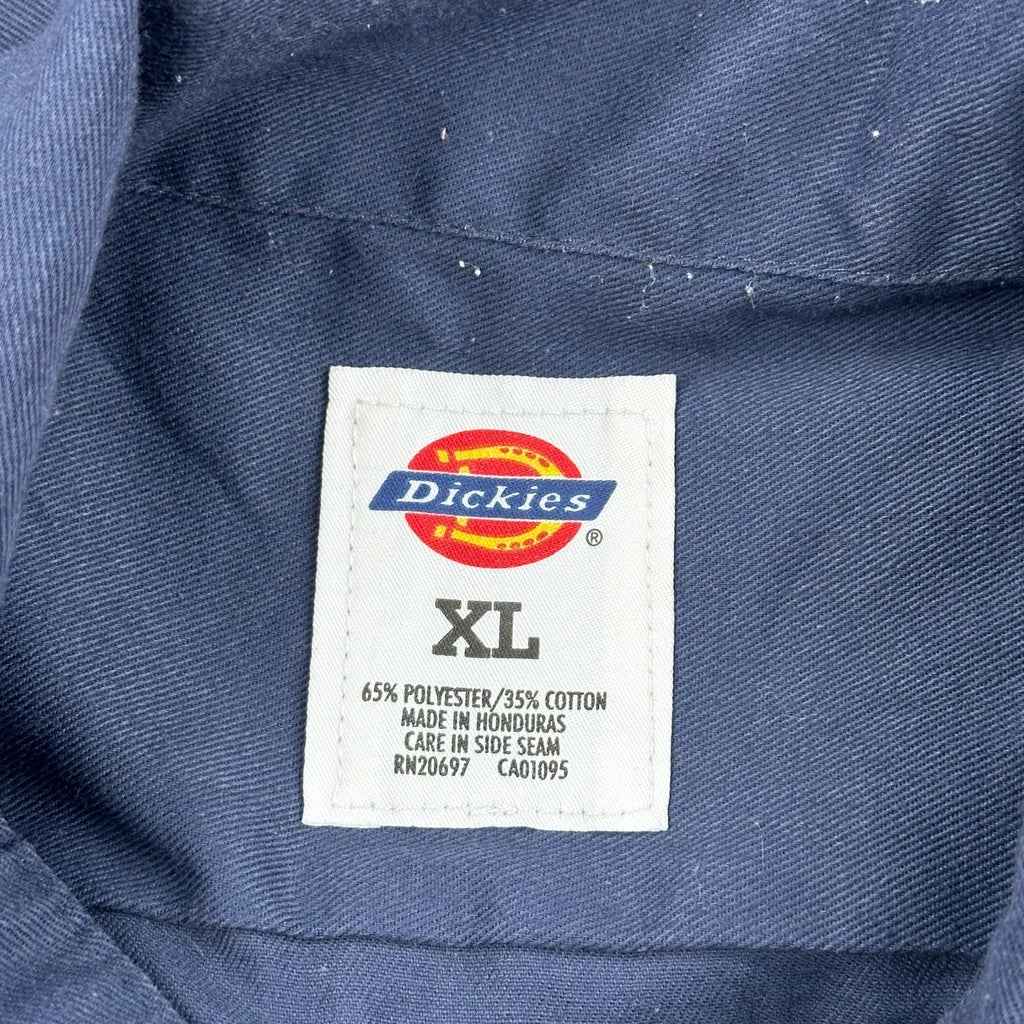 Dickies
®
XL
65% POLYESTER/35% COTTON
MADE IN HONDURAS
CARE IN SIDE SEAM
RN20697 CA01095